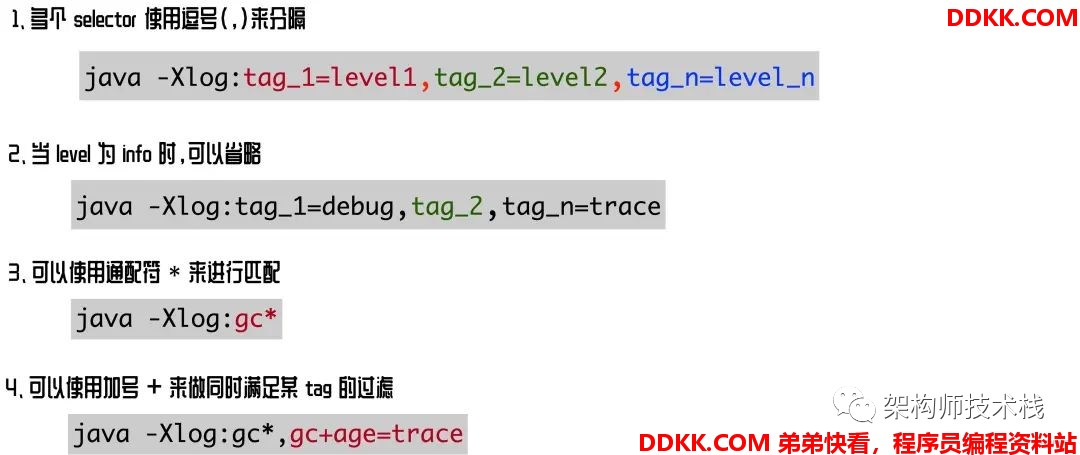 1、多个 selector 使用逗号(,)来分隔
DDKK.COM
java -Xlog:tag_1=level1,tag_2=level2,tag_n=level_n
2、当 level 为 info 时,可以省略
java -Xlog:tag_1=debug,tag_2,tag_n=trace
3、可以使用通配符 * 来进行匹配
java -Xlog:gc*
4、可以使用加号 + 来做同时满足某 tag 的过滤
架构师技术栈
java -Xlog:gc*,gc+age=trace
DDKK.COM 弟弟快看，程序员编程资料站